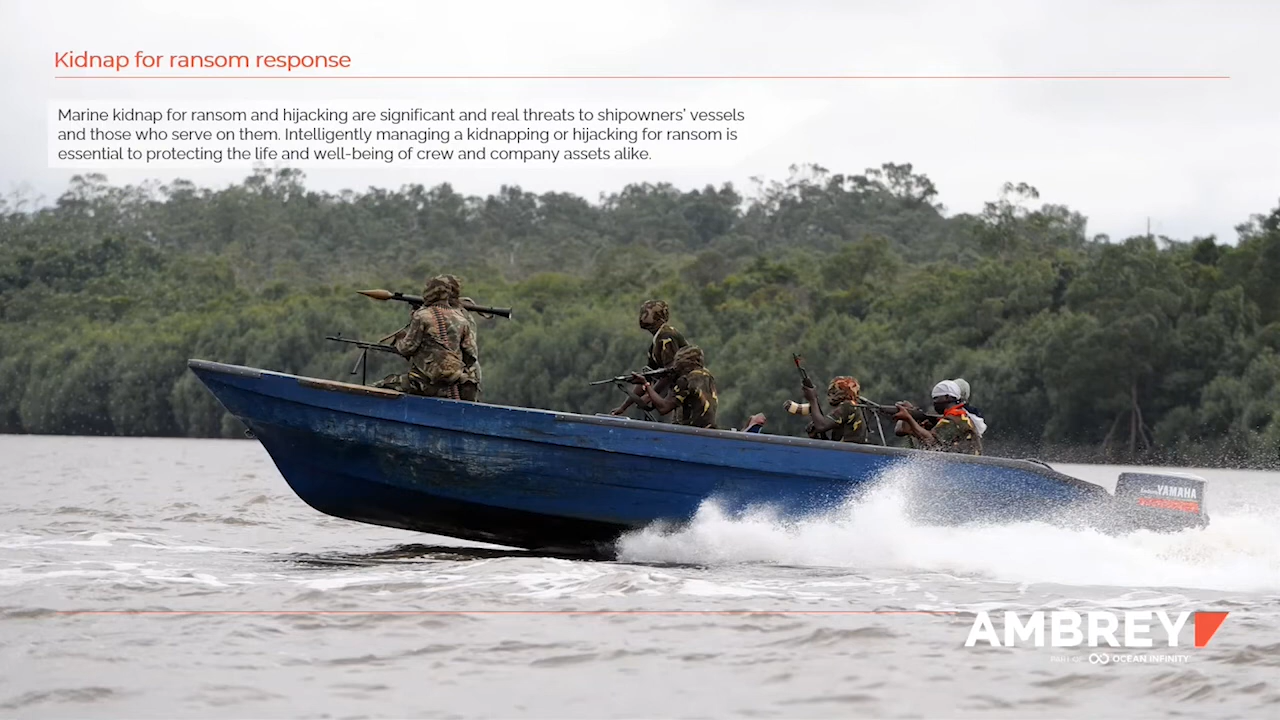 Kidnap for ransom response
Marine kidnap for ransom and hijacking are significant and real threats to shipowners' vessels
and those who serve on them. Intelligently managing a kidnapping or hijacking for ransom is
essential to protecting the life and well-being of crew and company assets alike.
YAMAHA
AMBREY
PART OF OCEAN INFINITY